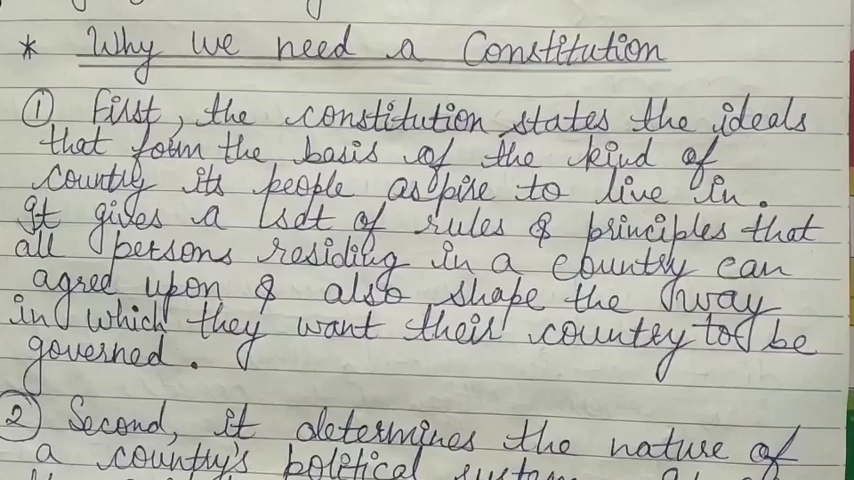 * Why we need a Constitution
① First, the constitution states the ideals
that form the basis of the kind of
country its people aspire to live in.
It gives a set of rules & principles that
all persons residing in a country can
agred upon & also shape the way
in which they want their country to be
governed.
② Second, it determines the nature of
a country's political system.